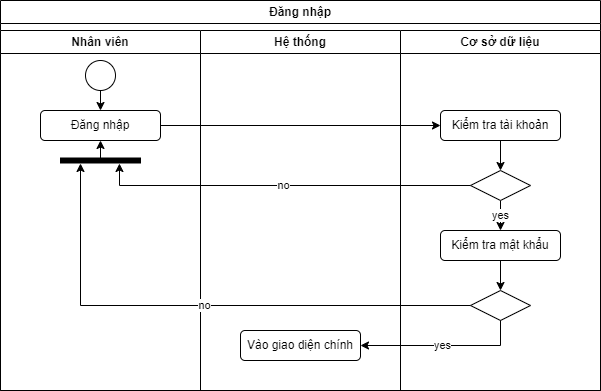 Đăng nhập
Nhân viên
Hệ thống
Cơ sở dữ liệu
Đăng nhập
Kiểm tra tài khoản
no
yes
Kiểm tra mật khẩu
no
Vào giao diện chính
yes